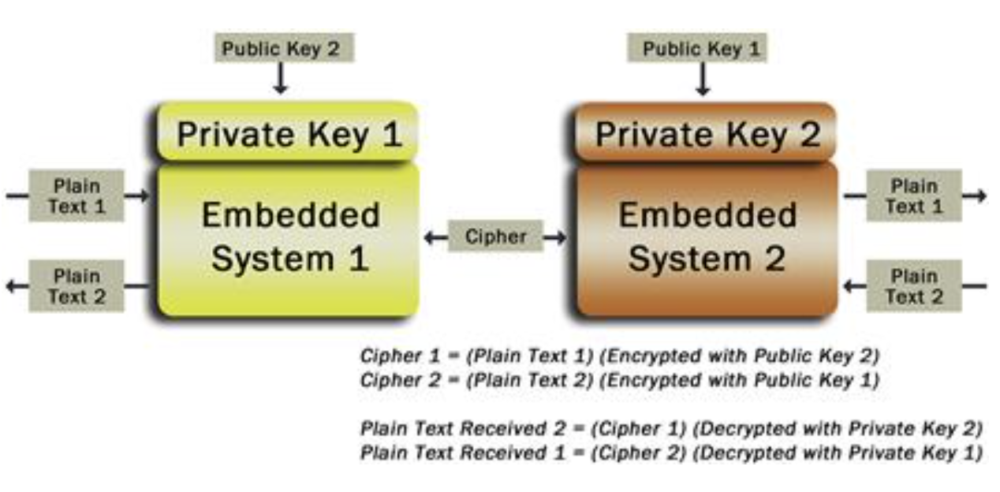 Public Key 2
Public Key 1
Private Key 1
Private Key 2
Plain
Text 1
Embedded
System 1
Cipher
Embedded
System 2
Plain
Text 1
Plain
Text 2
Plain
Text 2
Cipher 1 = (Plain Text 1) (Encrypted with Public Key 2)
Cipher 2 = (Plain Text 2) (Encrypted with Public Key 1)
Plain Text Received 2 = (Cipher 1) (Decrypted with Private Key 2)
Plain Text Received 1 = (Cipher 2) (Decrypted with Private Key 1)